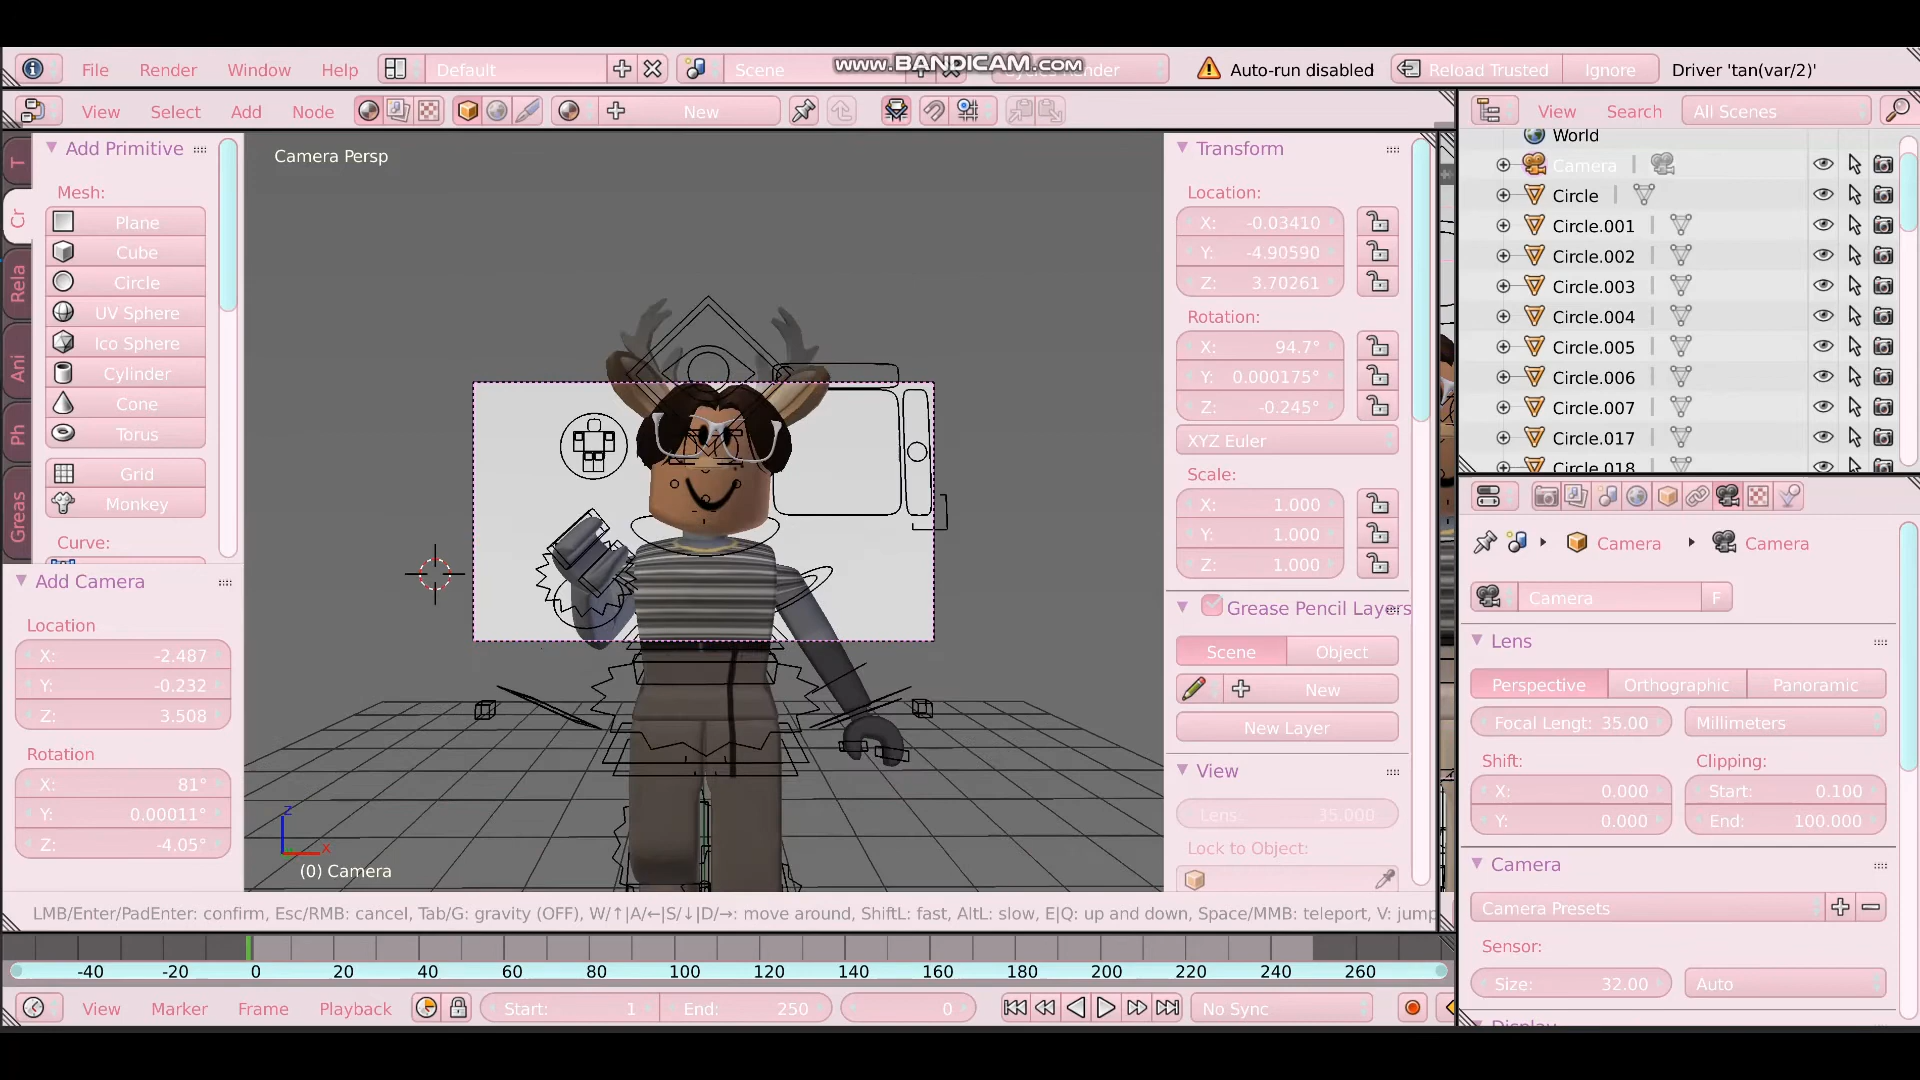 www.BANDICAM.com
File Render Window Help Default Scene Render Auto-run disabled Reload Trusted Ignore Driver 'tan(var/2)'
View Select Add Node New View Search All Scenes
T
Cr
Rela
Ani
Ph
Greas
Add Primitive
Mesh:
Plane
Cube
Circle
UV Sphere
Ico Sphere
Cylinder
Cone
Torus
Grid
Monkey
Curve:
Add Camera
Location
X: -2.487
Y: -0.232
Z: 3.508
Rotation
X: 81°
Y: 0.00011°
Z: -4.05°
Camera Persp
Z
X
(0) Camera
Transform
Location:
X: -0.03410
Y: -4.90590
Z: 3.70261
Rotation:
X: 94.7°
Y: 0.000175°
Z: -0.245°
XYZ Euler
Scale:
X: 1.000
Y: 1.000
Z: 1.000
Grease Pencil Layers
Scene Object
New
New Layer
View
Lens: 35.000
Lock to Object:
World
Camera
Circle
Circle.001
Circle.002
Circle.003
Circle.004
Circle.005
Circle.006
Circle.007
Circle.017
Circle.018
Camera Camera
Camera F
Lens
Perspective Orthographic Panoramic
Focal Lengt: 35.00 Millimeters
Shift: Clipping:
X: 0.000 Start: 0.100
Y: 0.000 End: 100.000
Camera
Camera Presets
Sensor:
Size: 32.00 Auto
Display
LMB/Enter/PadEnter: confirm, Esc/RMB: cancel, Tab/G: gravity (OFF), W/↑|A/←|S/↓|D/→: move around, ShiftL: fast, AltL: slow, E|Q: up and down, Space/MMB: teleport, V: jump
-40 -20 0 20 40 60 80 100 120 140 160 180 200 220 240 260
View Marker Frame Playback Start: 1 End: 250 0 No Sync